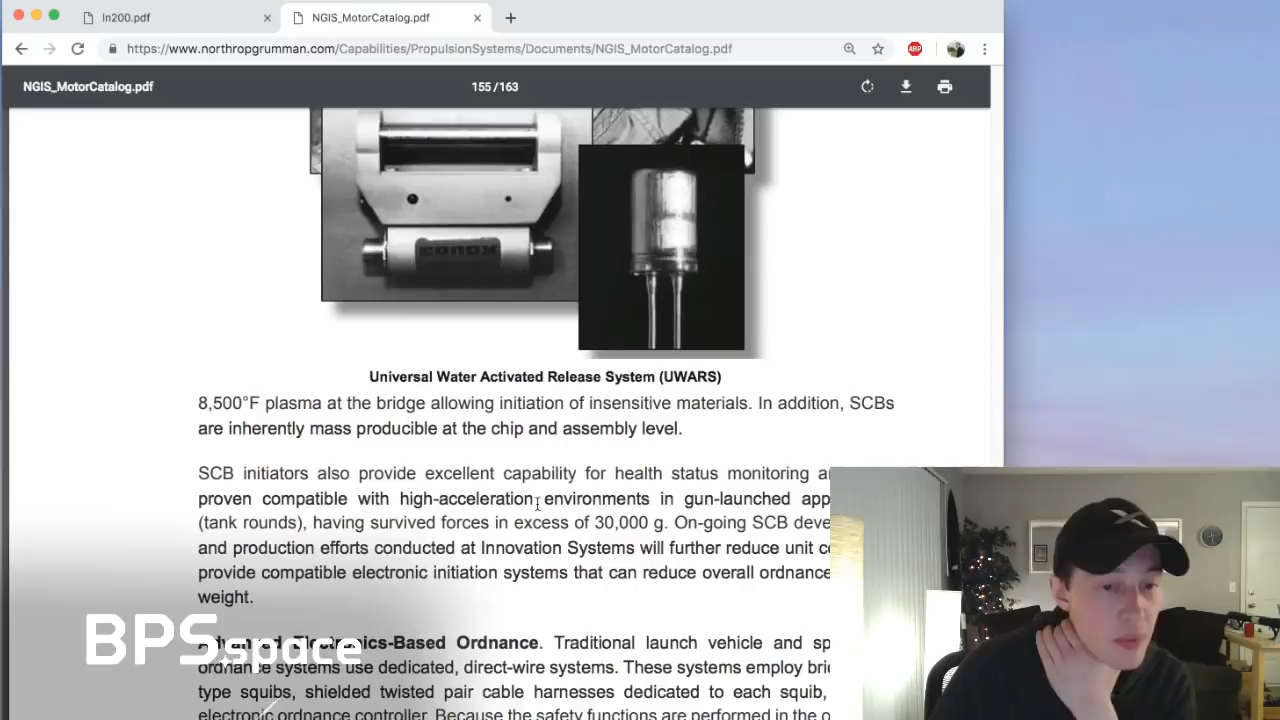 ln200.pdf
NGIS_MotorCatalog.pdf
https://www.northropgrumman.com/Capabilities/PropulsionSystems/Documents/NGIS_MotorCatalog.pdf
ABP
NGIS_MotorCatalog.pdf
155 / 163
conax
Universal Water Activated Release System (UWARS)
8,500°F plasma at the bridge allowing initiation of insensitive materials. In addition, SCBs
are inherently mass producible at the chip and assembly level.
SCB initiators also provide excellent capability for health status monitoring
proven compatible with high-acceleration environments in gun-launched
(tank rounds), having survived forces in excess of 30,000 g. On-going SCB
and production efforts conducted at Innovation Systems will further reduce unit
provide compatible electronic initiation systems that can reduce overall ordnance
weight.
Advanced Electronics-Based Ordnance. Traditional launch vehicle and
ordnance systems use dedicated, direct-wire systems. These systems employ
type squibs, shielded twisted pair cable harnesses dedicated to each squib,
electronic ordnance controller. Because the safety functions are performed in the
BPS.space